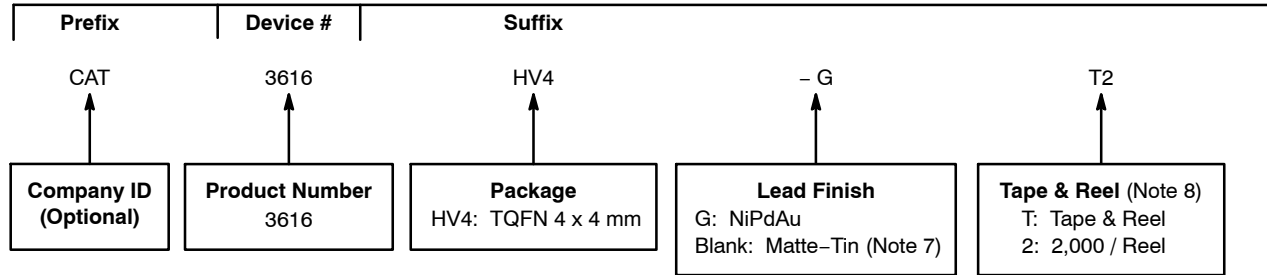 Prefix Device # Suffix
CAT 3616 HV4 – G T2
Company ID
(Optional)
Product Number
3616
Package
HV4: TQFN 4 x 4 mm
Lead Finish
G: NiPdAu
Blank: Matte−Tin (Note 7)
Tape & Reel (Note 8)
T: Tape & Reel
2: 2,000 / Reel